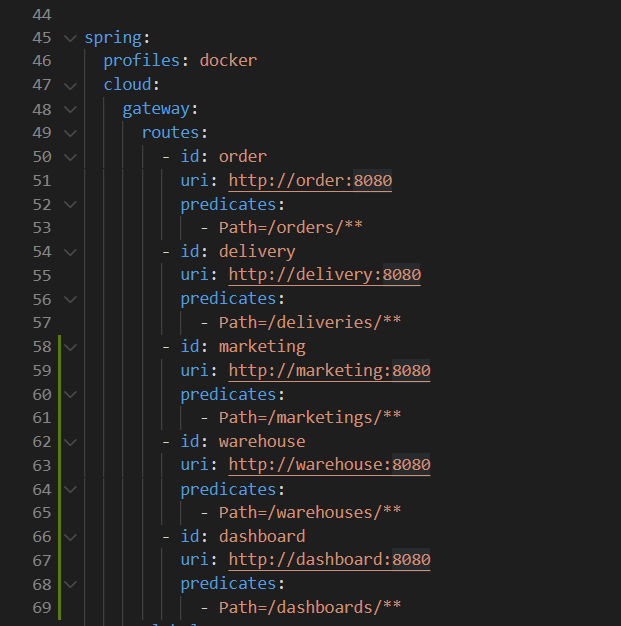 44
45 spring:
46   profiles: docker
47   cloud:
48     gateway:
49       routes:
50         - id: order
51           uri: http://order:8080
52           predicates:
53             - Path=/orders/**
54         - id: delivery
55           uri: http://delivery:8080
56           predicates:
57             - Path=/deliveries/**
58         - id: marketing
59           uri: http://marketing:8080
60           predicates:
61             - Path=/marketings/**
62         - id: warehouse
63           uri: http://warehouse:8080
64           predicates:
65             - Path=/warehouses/**
66         - id: dashboard
67           uri: http://dashboard:8080
68           predicates:
69             - Path=/dashboards/**